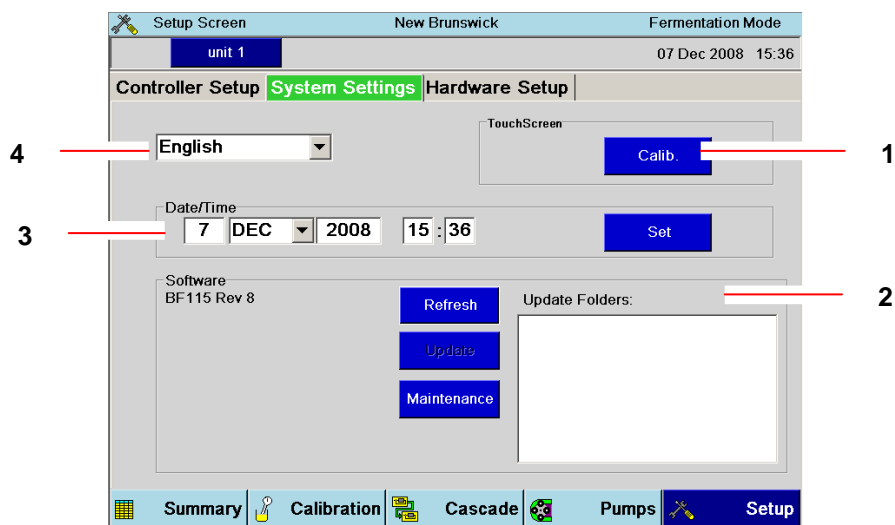 Setup Screen New Brunswick Fermentation Mode
unit 1 07 Dec 2008 15:36
Controller Setup System Settings Hardware Setup
TouchScreen
4 English Calib. 1
Date/Time
3 7 DEC 2008 15 : 36 Set
Software
BF115 Rev 8 Refresh Update Folders: 2
Update
Maintenance
Summary Calibration Cascade Pumps Setup